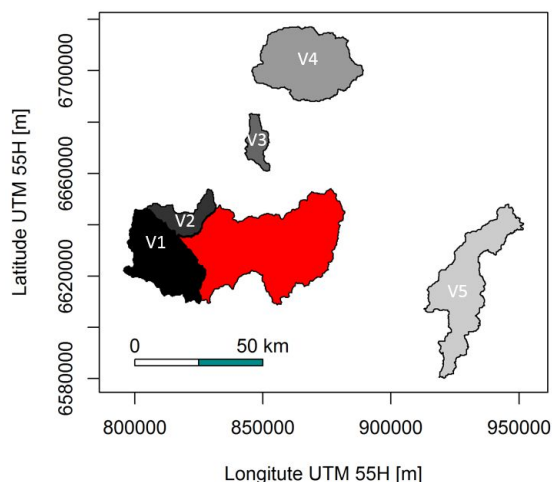 Latitude UTM 55H [m]
6700000
6660000
6620000
6580000
V4
V3
V2
V1
V5
0
50 km
800000
850000
900000
950000
Longitute UTM 55H [m]